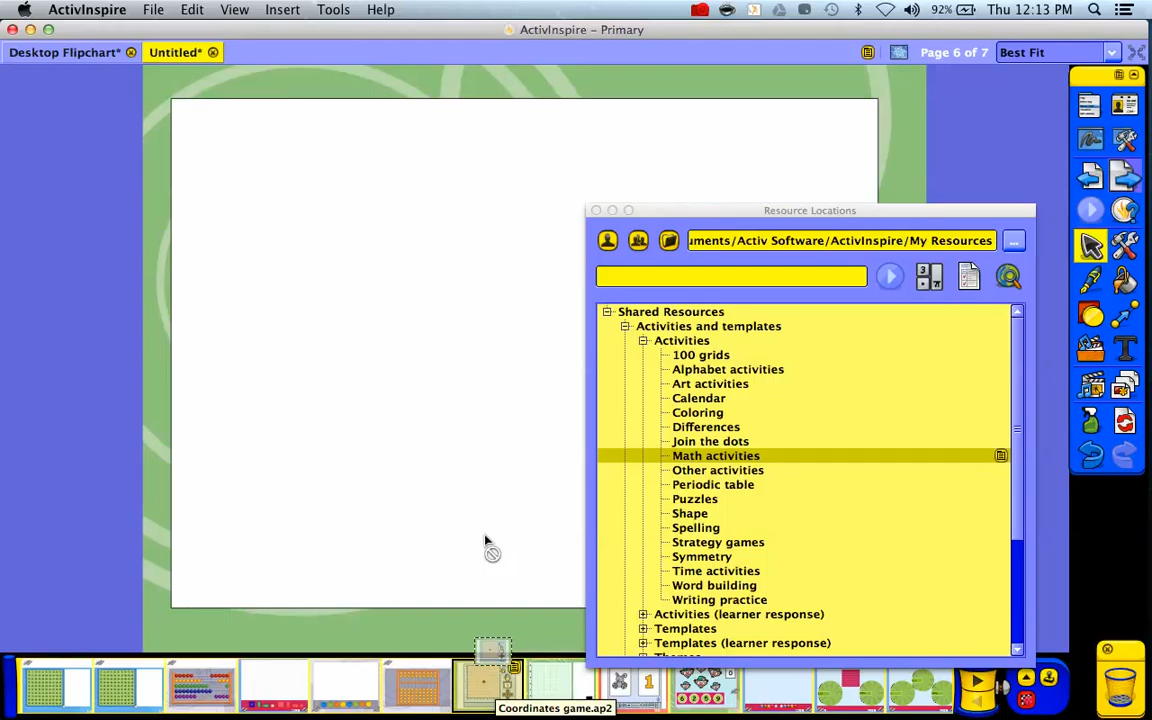 ActivInspire File Edit View Insert Tools Help 92% Thu 12:13 PM
ActivInspire – Primary
Desktop Flipchart* Untitled* Page 6 of 7 Best Fit
Resource Locations
uments/Activ Software/ActivInspire/My Resources ...
Shared Resources
Activities and templates
Activities
100 grids
Alphabet activities
Art activities
Calendar
Coloring
Differences
Join the dots
Math activities
Other activities
Periodic table
Puzzles
Shape
Spelling
Strategy games
Symmetry
Time activities
Word building
Writing practice
Activities (learner response)
Templates
Templates (learner response)
Coordinates game.ap2